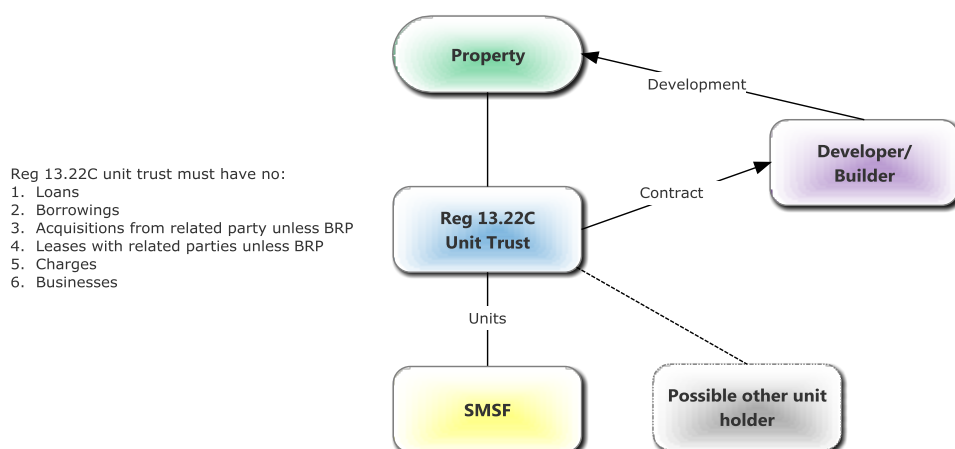 Property
Development
Developer/
Builder
Reg 13.22C unit trust must have no:
1. Loans
2. Borrowings
3. Acquisitions from related party unless BRP
4. Leases with related parties unless BRP
5. Charges
6. Businesses
Contract
Reg 13.22C
Unit Trust
Units
SMSF
Possible other unit
holder